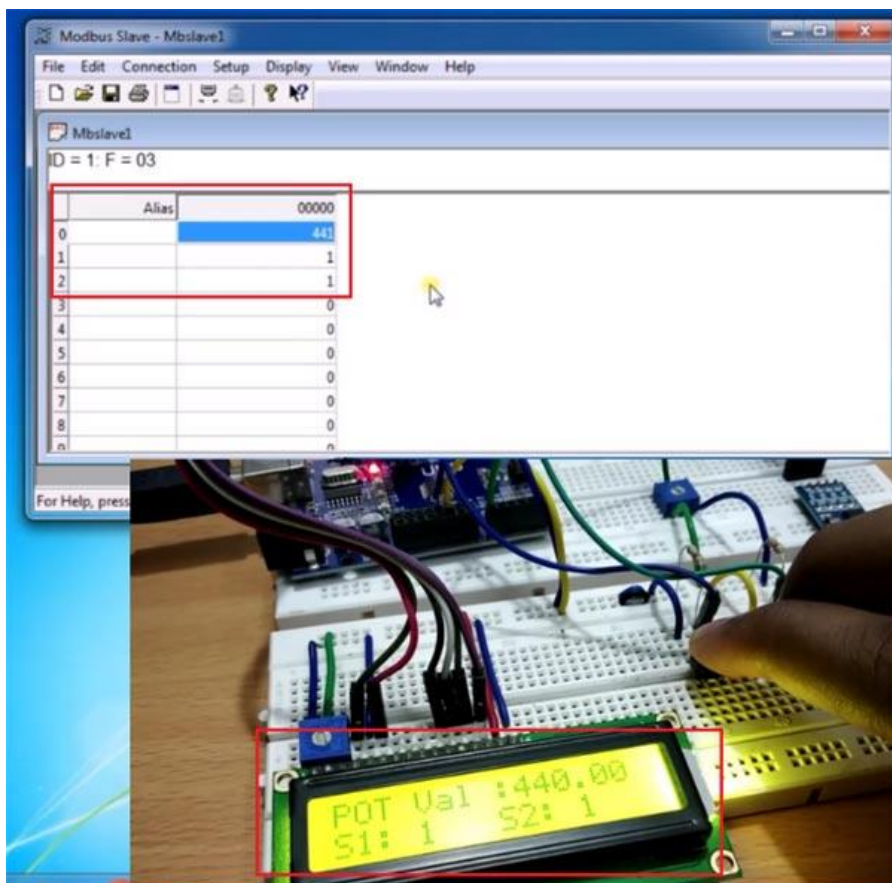 Modbus Slave - Mbslave1
File Edit Connection Setup Display View Window Help
Mbslave1
ID = 1: F = 03
Alias 00000
0 441
1 1
2 1
3 0
4 0
5 0
6 0
7 0
8 0
For Help, press
POT Val :440.00
S1: 1 S2: 1